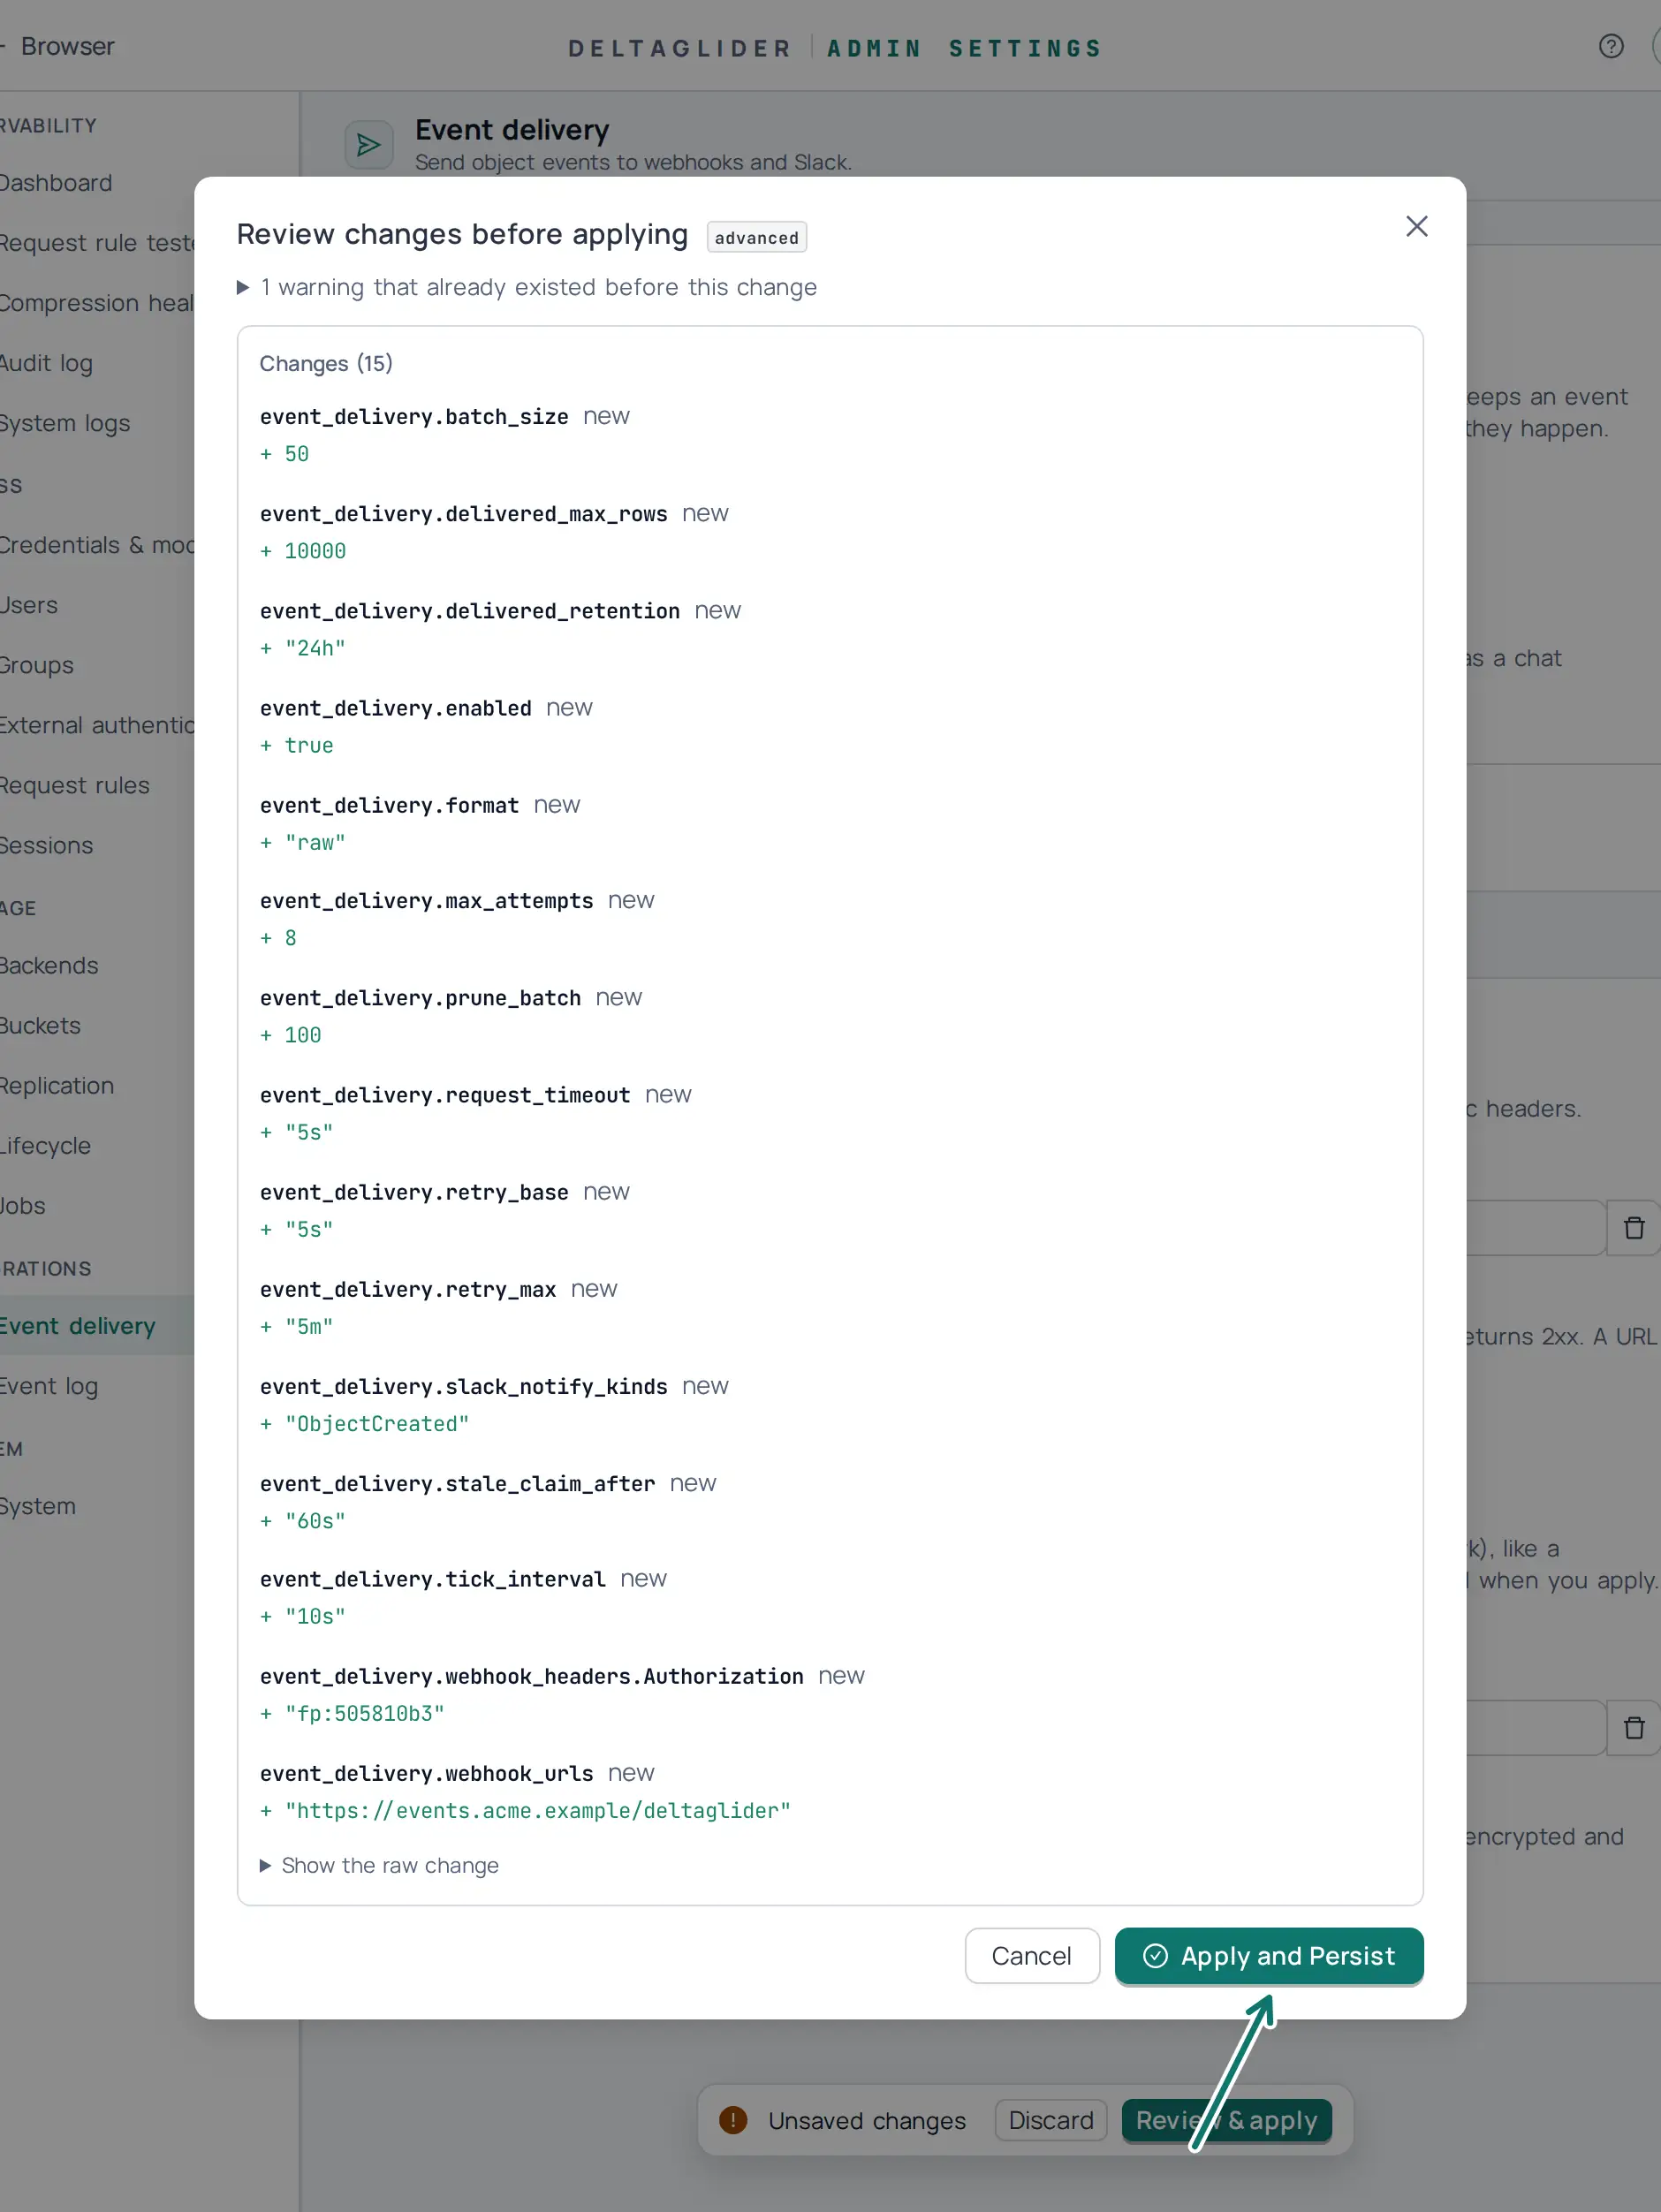 Browser
DELTAGLIDER ADMIN SETTINGS
RVABILITY
Dashboard
Request rule teste
Compression heal
Audit log
System logs
ss
Credentials & mod
Users
Groups
External authentic
Request rules
Sessions
AGE
Backends
Buckets
Replication
Lifecycle
Jobs
RATIONS
Event delivery
Event log
EM
System
Event delivery
Send object events to webhooks and Slack.
eeps an event
they happen.
as a chat
c headers.
eturns 2xx. A URL
rk), like a
when you apply.
encrypted and
Review changes before applying advanced
▶ 1 warning that already existed before this change
Changes (15)
event_delivery.batch_size new
+ 50
event_delivery.delivered_max_rows new
+ 10000
event_delivery.delivered_retention new
+ "24h"
event_delivery.enabled new
+ true
event_delivery.format new
+ "raw"
event_delivery.max_attempts new
+ 8
event_delivery.prune_batch new
+ 100
event_delivery.request_timeout new
+ "5s"
event_delivery.retry_base new
+ "5s"
event_delivery.retry_max new
+ "5m"
event_delivery.slack_notify_kinds new
+ "ObjectCreated"
event_delivery.stale_claim_after new
+ "60s"
event_delivery.tick_interval new
+ "10s"
event_delivery.webhook_headers.Authorization new
+ "fp:505810b3"
event_delivery.webhook_urls new
+ "https://events.acme.example/deltaglider"
▶ Show the raw change
Cancel
Apply and Persist
Unsaved changes
Discard
Review & apply